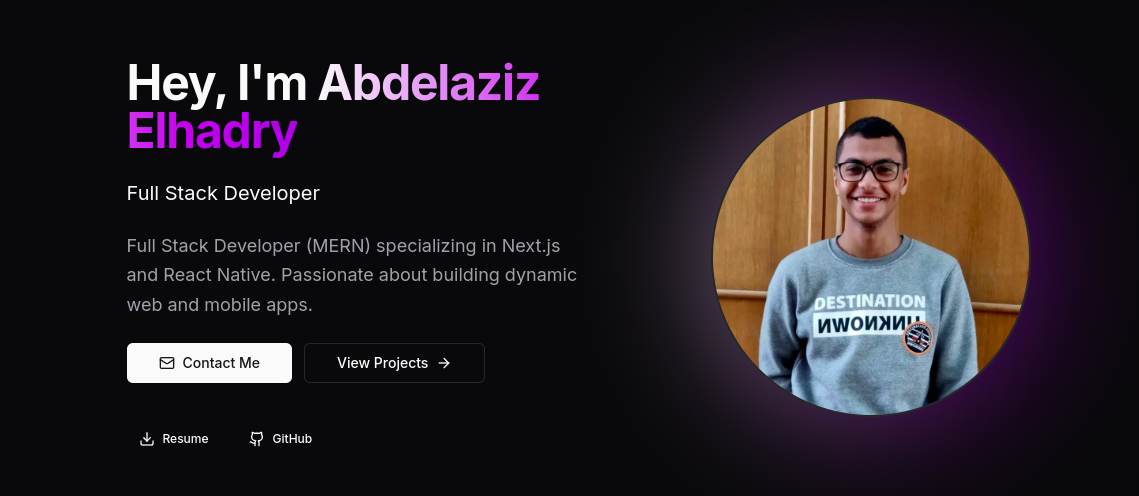 Hey, I'm Abdelaziz
Elhadry
Full Stack Developer
Full Stack Developer (MERN) specializing in Next.js
and React Native. Passionate about building dynamic
web and mobile apps.
Contact Me
View Projects
Resume
GitHub
DESTINATION
UNKNOWN